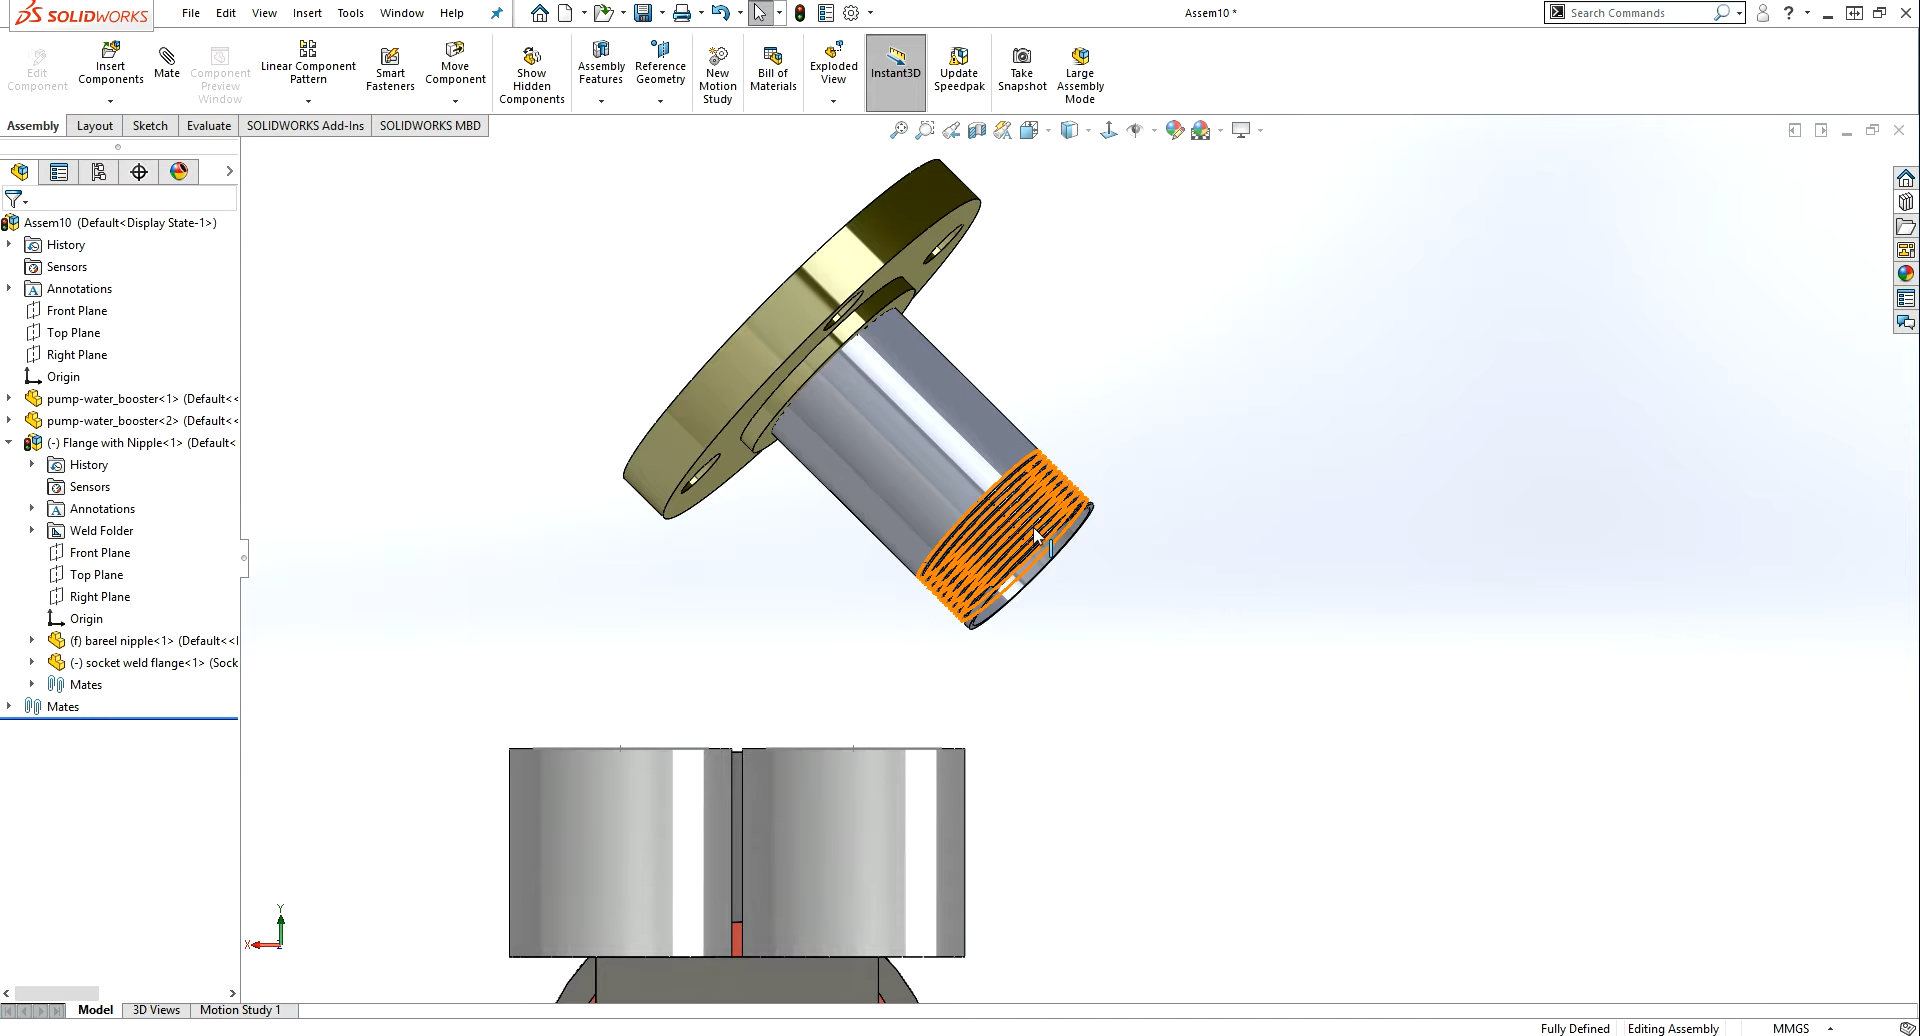 SOLIDWORKS File Edit View Insert Tools Window Help Assem10 * Search Commands ?
Edit Component
Insert Components
Mate
Component Preview Window
Linear Component Pattern
Smart Fasteners
Move Component
Show Hidden Components
Assembly Features
Reference Geometry
New Motion Study
Bill of Materials
Exploded View
Instant3D
Update Speedpak
Take Snapshot
Large Assembly Mode
Assembly Layout Sketch Evaluate SOLIDWORKS Add-Ins SOLIDWORKS MBD
Assem10 (Default<Display State-1>)
History
Sensors
A Annotations
Front Plane
Top Plane
Right Plane
Origin
pump-water_booster<1> (Default<<
pump-water_booster<2> (Default<<
(-) Flange with Nipple<1> (Default<
History
Sensors
A Annotations
Weld Folder
Front Plane
Top Plane
Right Plane
Origin
(f) bareel nipple<1> (Default<<
(-) socket weld flange<1> (Sock
Mates
Mates
Y
X
Model 3D Views Motion Study 1
Fully Defined Editing Assembly MMGS